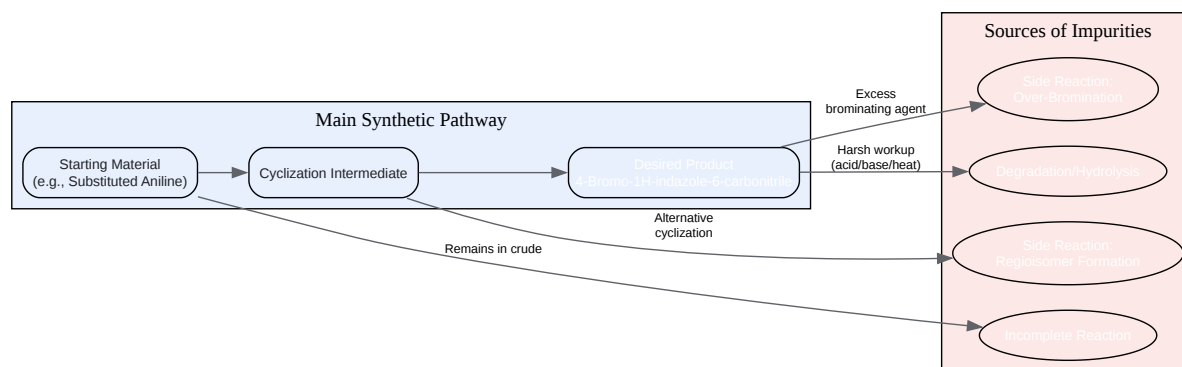 Sources of Impurities
Side Reaction:
Over-Bromination
Excess
brominating agent
Main Synthetic Pathway
Starting Material
(e.g., Substituted Aniline)
Cyclization Intermediate
Desired Product
4-Bromo-1H-indazole-6-carbonitrile
Harsh workup
(acid/base/heat)
Degradation/Hydrolysis
Alternative
cyclization
Side Reaction:
Regioisomer Formation
Remains in crude
Incomplete Reaction